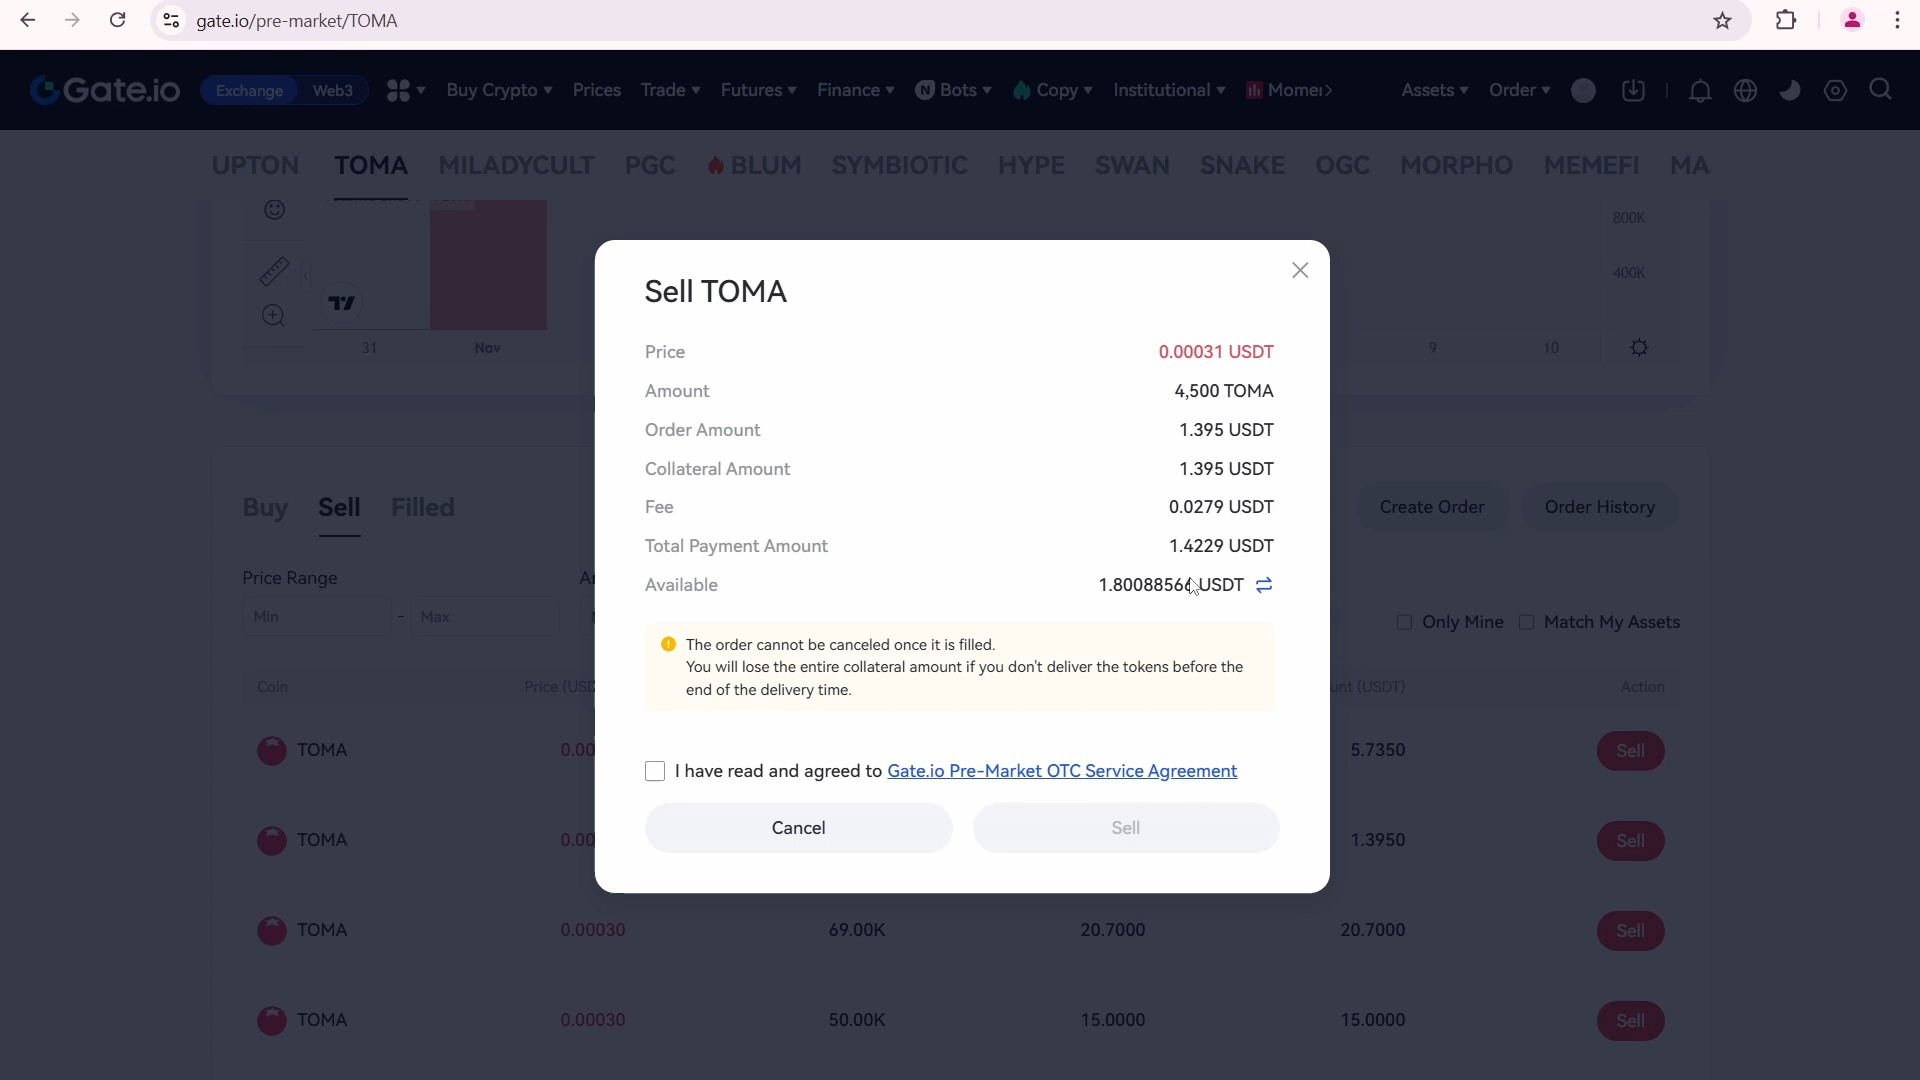 gate.io/pre-market/TOMA
Gate.io Exchange Web3 Buy Crypto Prices Trade Futures Finance Bots Copy Institutional Assets Order
UPTON TOMA MILADYCULT PGC BLUM SYMBIOTIC HYPE SWAN SNAKE OGC MORPHO MEMEFI MA
800K
400K
31 Nov 9 10
Sell TOMA
Price 0.00031 USDT
Amount 4,500 TOMA
Order Amount 1.395 USDT
Collateral Amount 1.395 USDT
Fee 0.0279 USDT
Total Payment Amount 1.4229 USDT
Available 1.80088566 USDT
The order cannot be canceled once it is filled.
You will lose the entire collateral amount if you don't deliver the tokens before the
end of the delivery time.
I have read and agreed to Gate.io Pre-Market OTC Service Agreement
Cancel Sell
Buy Sell Filled Create Order Order History
Price Range
Min - Max Only Mine Match My Assets
Coin Price (USDT) Action
TOMA 5.7350 Sell
TOMA 1.3950 Sell
TOMA 0.00030 69.00K 20.7000 20.7000 Sell
TOMA 0.00030 50.00K 15.0000 15.0000 Sell